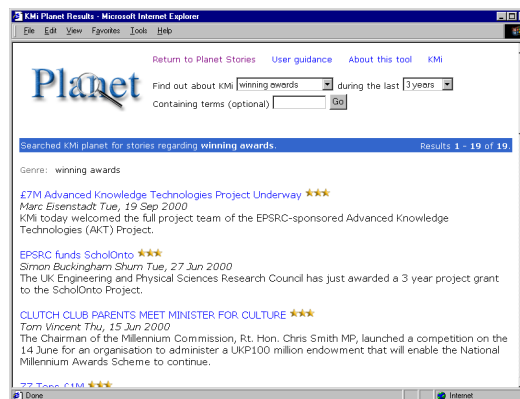 KMi Planet Results - Microsoft Internet Explorer
File Edit View Favorites Tools Help
Return to Planet Stories User guidance About this tool KMi
Planet
Find out about KMi winning awards during the last 3 years
Containing terms (optional) Go
Searched KMi planet for stories regarding winning awards. Results 1 - 19 of 19.
Genre: winning awards
£7M Advanced Knowledge Technologies Project Underway
Marc Eisenstadt Tue, 19 Sep 2000
KMi today welcomed the full project team of the EPSRC-sponsored Advanced Knowledge
Technologies (AKT) Project.
EPSRC funds ScholOnto
Simon Buckingham Shum Tue, 27 Jun 2000
The UK Engineering and Physical Sciences Research Council has just awarded a 3 year project grant
to the ScholOnto Project.
CLUTCH CLUB PARENTS MEET MINISTER FOR CULTURE
Tom Vincent Thu, 15 Jun 2000
The Chairman of the Millennium Commission, Rt. Hon. Chris Smith MP, launched a competition on the
14 June for an organisation to administer a UKP100 million endowment that will enable the National
Millennium Awards Scheme to continue.
Done Internet